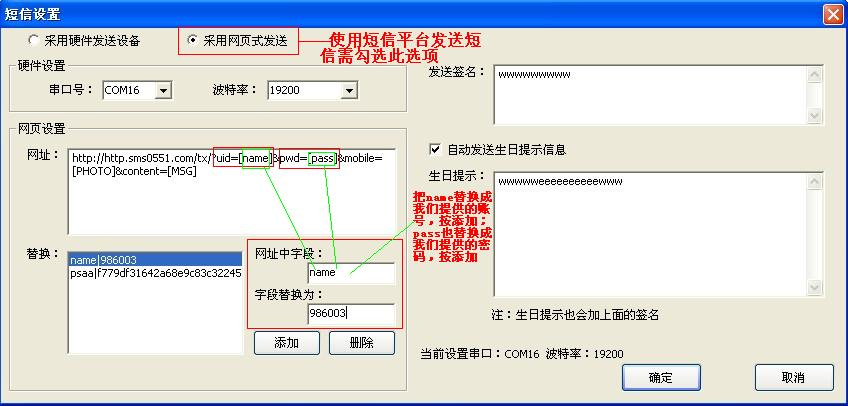 短信设置
采用硬件发送设备
采用网页式发送
使用短信平台发送短
信需勾选此选项
硬件设置
串口号：
COM16
波特率：
19200
网页设置
网址：
http://http.sms0551.com/tx/?uid=[name]&pwd=[pass]&mobile=
[PHOTO]&content=[MSG]
替换：
name|986003
psaa|f779df31642a68e9c83c32245
网址中字段：
name
字段替换为：
986003
添加
删除
把name替换成
我们提供的账
号，按添加；
pass也替换成
我们提供的密
码，按添加
发送签名：
wwwwwwwww
自动发送生日提示信息
生日提示：
wwwwweeeeeeeeeewww
注：生日提示也会加上面的签名
当前设置串口：COM16 波特率：19200
确定
取消